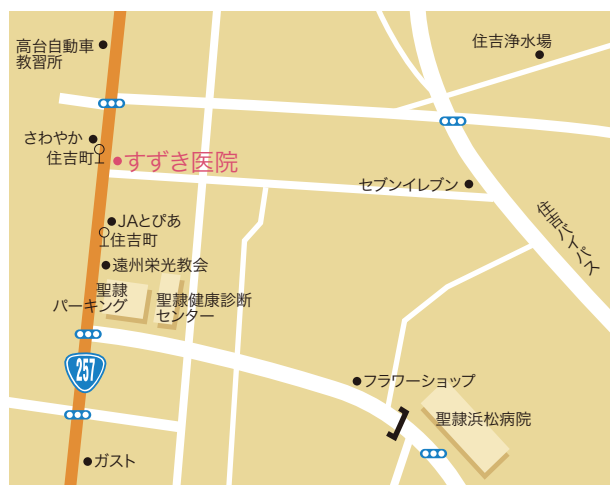 高台自動車
教習所
住吉浄水場
さわやか
住吉町
すずき医院
セブンイレブン
住吉バイパス
JAとぴあ
住吉町
遠州栄光教会
聖隷
パーキング
聖隷健康診断
センター
257
フラワーショップ
聖隷浜松病院
ガスト